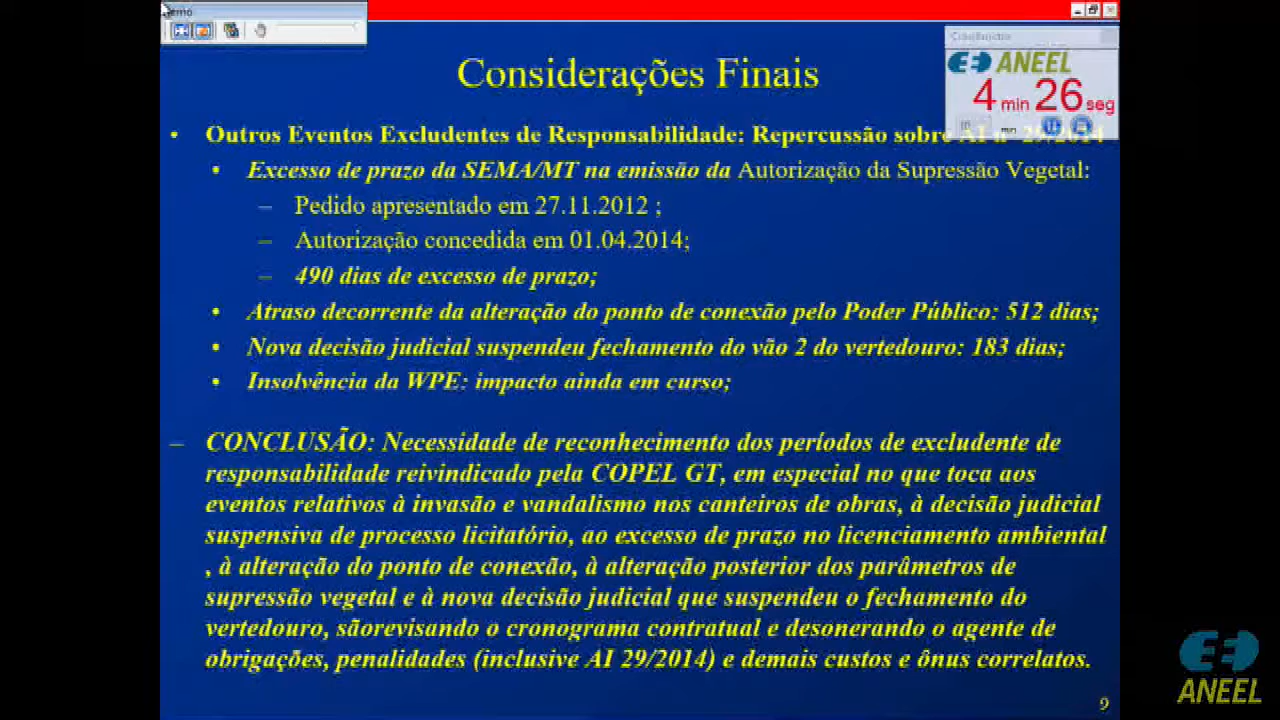 Considerações Finais
ANEEL
4 min 26 seg
min
• Outros Eventos Excludentes de Responsabilidade: Repercussão sobre AI nº 29/2014
• Excesso de prazo da SEMA/MT na emissão da Autorização da Supressão Vegetal:
– Pedido apresentado em 27.11.2012 ;
– Autorização concedida em 01.04.2014;
– 490 dias de excesso de prazo;
• Atraso decorrente da alteração do ponto de conexão pelo Poder Público: 512 dias;
• Nova decisão judicial suspendeu fechamento do vão 2 do vertedouro: 183 dias;
• Insolvência da WPE: impacto ainda em curso;
– CONCLUSÃO: Necessidade de reconhecimento dos períodos de excludente de
responsabilidade reivindicado pela COPEL GT, em especial no que toca aos
eventos relativos à invasão e vandalismo nos canteiros de obras, à decisão judicial
suspensiva de processo licitatório, ao excesso de prazo no licenciamento ambiental
, à alteração do ponto de conexão, à alteração posterior dos parâmetros de
supressão vegetal e à nova decisão judicial que suspendeu o fechamento do
vertedouro, sãorevisando o cronograma contratual e desonerando o agente de
obrigações, penalidades (inclusive AI 29/2014) e demais custos e ônus correlatos.
9
ANEEL